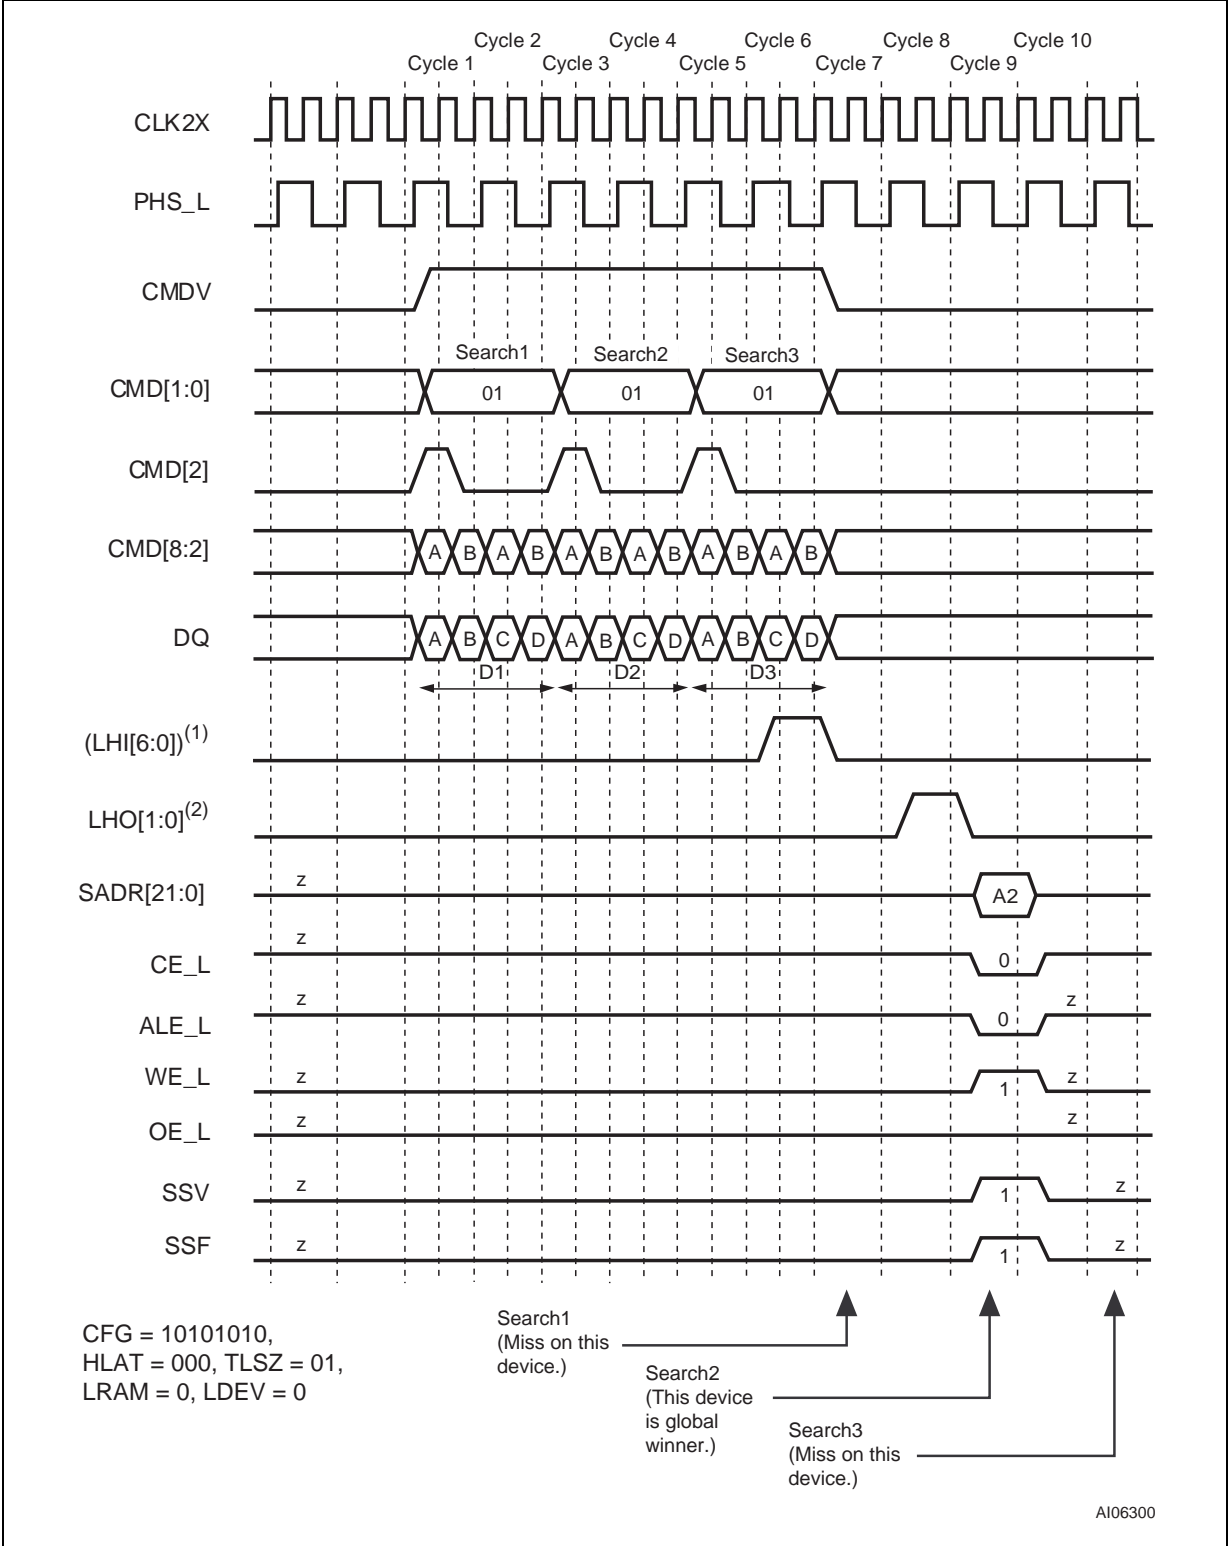 Cycle 2 Cycle 4 Cycle 6 Cycle 8 Cycle 10
Cycle 1 Cycle 3 Cycle 5 Cycle 7 Cycle 9
CLK2X
PHS_L
CMDV
Search1 Search2 Search3
CMD[1:0] 01 01 01
CMD[2]
CMD[8:2] A B A B A B A B A B A B
DQ A B C D A B C D A B C D
D1 D2 D3
(LHI[6:0])(1)
LHO[1:0](2)
z
SADR[21:0] A2
z
CE_L 0
z z
ALE_L 0
WE_L z 1 z
OE_L z z
SSV z 1 z
SSF z 1 z
CFG = 10101010,
HLAT = 000, TLSZ = 01,
LRAM = 0, LDEV = 0
Search1
(Miss on this
device.)
Search2
(This device
is global
winner.)
Search3
(Miss on this
device.)
AI06300